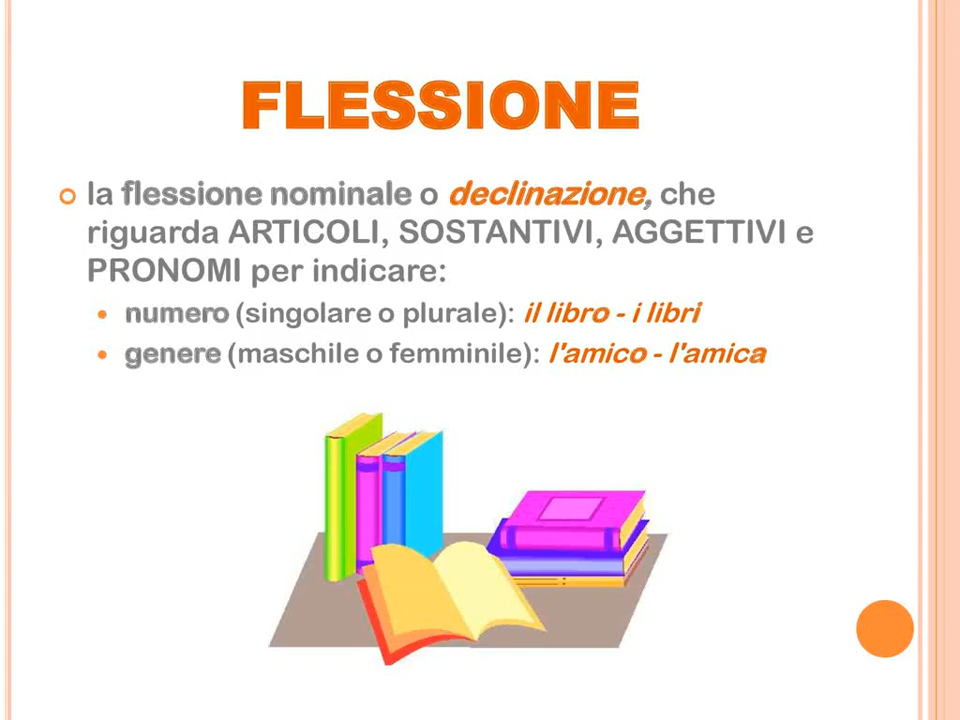 FLESSIONE
la flessione nominale o declinazione, che
riguarda ARTICOLI, SOSTANTIVI, AGGETTIVI e
PRONOMI per indicare:
numero (singolare o plurale): il libro - i libri
genere (maschile o femminile): l'amico - l'amica